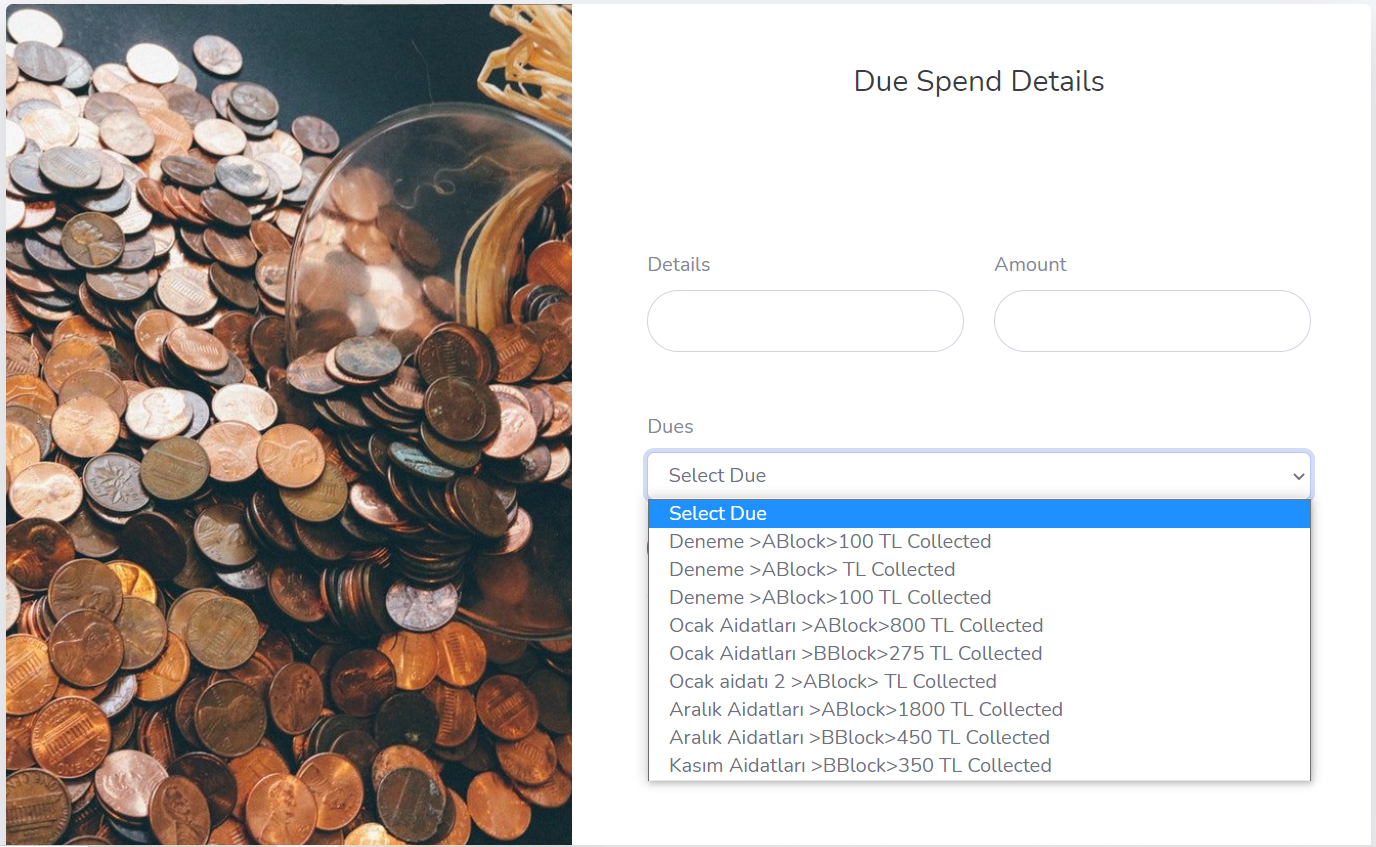 Due Spend Details
Details
Amount
Dues
Select Due
Select Due
Deneme >ABlock>100 TL Collected
Deneme >ABlock> TL Collected
Deneme >ABlock>100 TL Collected
Ocak Aidatları >ABlock>800 TL Collected
Ocak Aidatları >BBlock>275 TL Collected
Ocak aidatı 2 >ABlock> TL Collected
Aralık Aidatları >ABlock>1800 TL Collected
Aralık Aidatları >BBlock>450 TL Collected
Kasım Aidatları >BBlock>350 TL Collected